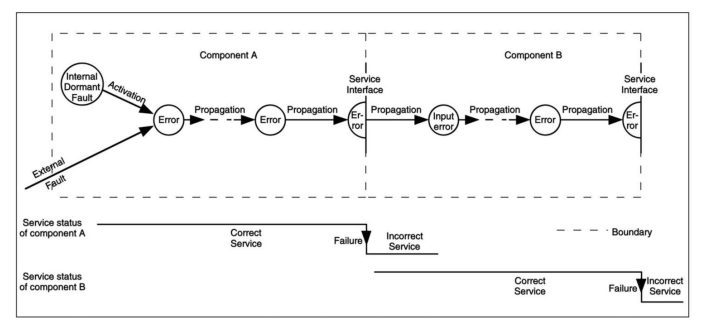 Component A
Component B
Internal
Dormant
Fault
Activation
Service
Interface
Service
Interface
Error
Propagation
Error
Propagation
Er-
ror
Propagation
Input
error
Propagation
Error
Propagation
Er-
ror
External
Fault
Service status
of component A
Correct
Service
Failure
Incorrect
Service
Boundary
Service status
of component B
Correct
Service
Failure
Incorrect
Service